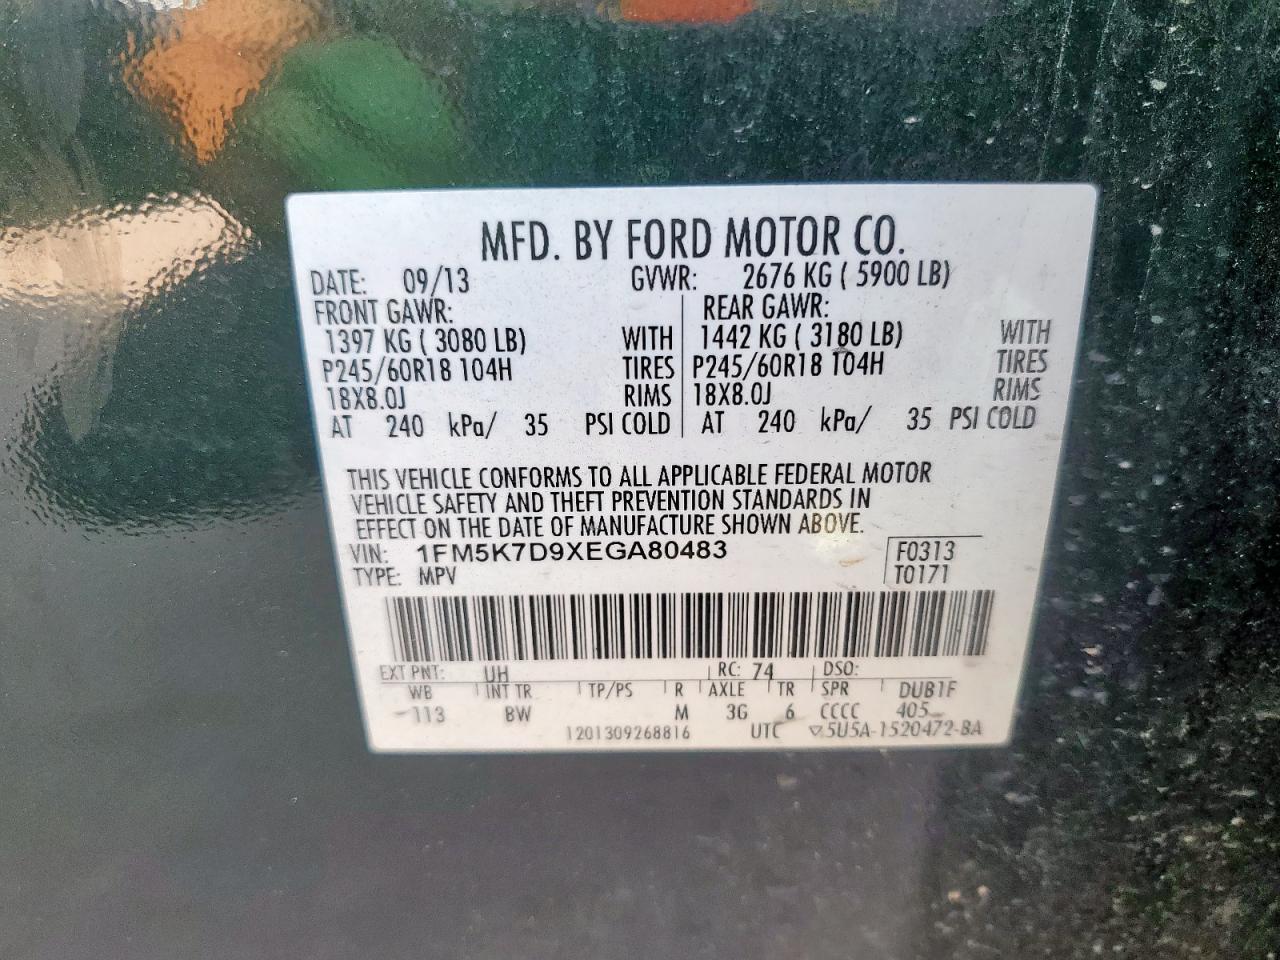 MFD. BY FORD MOTOR CO.
DATE: 09/13 GVWR: 2676 KG ( 5900 LB)
FRONT GAWR: REAR GAWR:
1397 KG ( 3080 LB) WITH 1442 KG ( 3180 LB) WITH
P245/60R18 104H TIRES P245/60R18 104H TIRES
18X8.0J RIMS 18X8.0J RIMS
AT 240 kPa/ 35 PSI COLD AT 240 kPa/ 35 PSI COLD
THIS VEHICLE CONFORMS TO ALL APPLICABLE FEDERAL MOTOR
VEHICLE SAFETY AND THEFT PREVENTION STANDARDS IN
EFFECT ON THE DATE OF MANUFACTURE SHOWN ABOVE.
VIN: 1FM5K7D9XEGA80483 F0313
TYPE: MPV T0171
EXT PNT: UH RC: 74 DSO:
WB INT TR TP/PS R AXLE TR SPR DUB1F
113 BW M 3G 6 CCCC 405
1201309268816 UTC ▽5U5A-1520472-BA